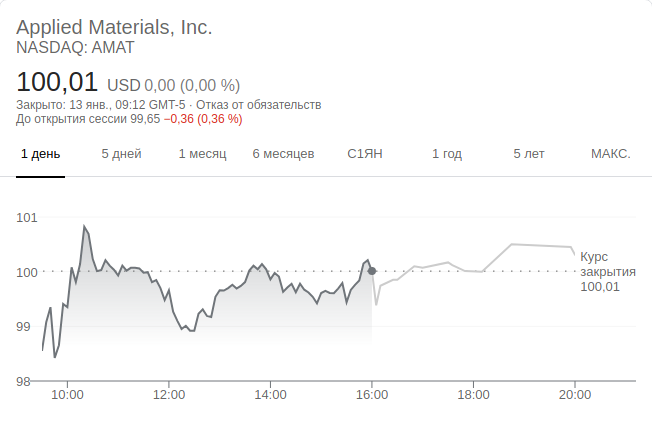 Applied Materials, Inc.
NASDAQ: AMAT
100,01 USD 0,00 (0,00 %)
Закрыто: 13 янв., 09:12 GMT-5 · Отказ от обязательств
До открытия сессии 99,65 −0,36 (0,36 %)
1 день 5 дней 1 месяц 6 месяцев С1ЯН 1 год 5 лет МАКС.
101
100
99
98
Курс
закрытия
100,01
10:00 12:00 14:00 16:00 18:00 20:00